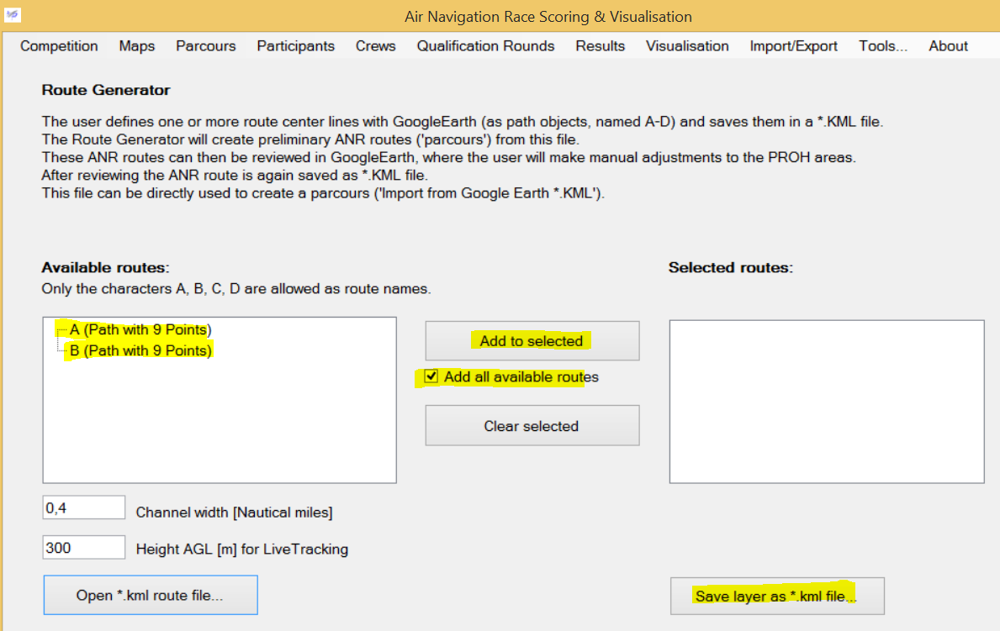 Air Navigation Race Scoring & Visualisation
Competition Maps Parcours Participants Crews Qualification Rounds Results Visualisation Import/Export Tools... About
Route Generator
The user defines one or more route center lines with GoogleEarth (as path objects, named A-D) and saves them in a *.KML file.
The Route Generator will create preliminary ANR routes ('parcours') from this file.
These ANR routes can then be reviewed in GoogleEarth, where the user will make manual adjustments to the PROH areas.
After reviewing the ANR route is again saved as *.KML file.
This file can be directly used to create a parcours ('Import from Google Earth *.KML').
Available routes:
Only the characters A, B, C, D are allowed as route names.
A (Path with 9 Points)
B (Path with 9 Points)
Add to selected
Add all available routes
Clear selected
Selected routes:
0,4 Channel width [Nautical miles]
300 Height AGL [m] for LiveTracking
Open *.kml route file...
Save layer as *.kml file...